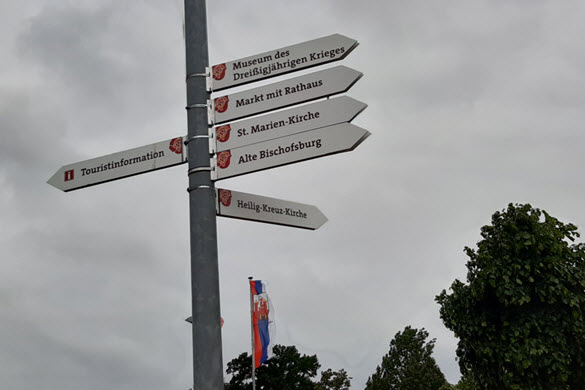 Museum des
Dreißigjährigen Krieges
Markt mit Rathaus
St. Marien-Kirche
Alte Bischofsburg
i Touristinformation
Heilig-Kreuz-Kirche